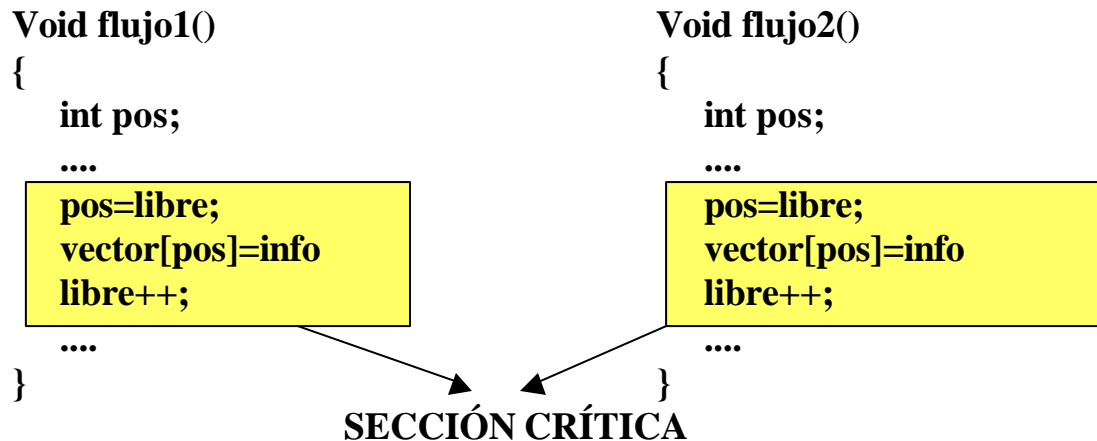 Void flujo1()
{
int pos;
....
pos=libre;
vector[pos]=info
libre++;
....
}
Void flujo2()
{
int pos;
....
pos=libre;
vector[pos]=info
libre++;
....
}
SECCIÓN CRÍTICA